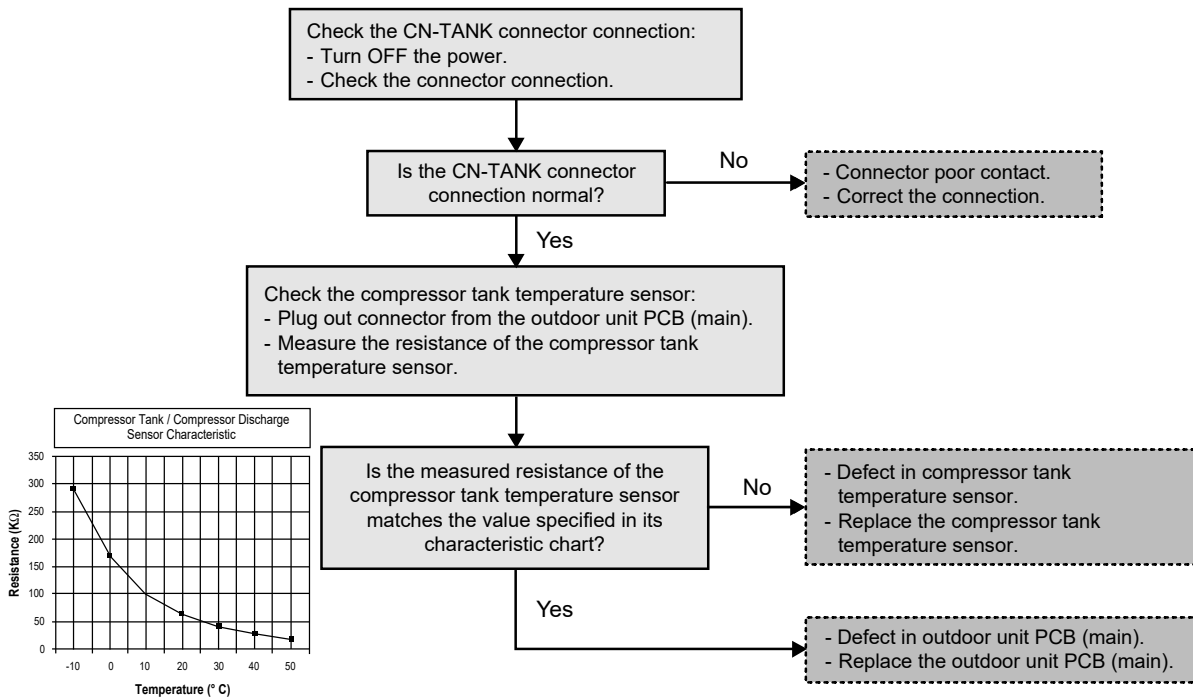 Check the CN-TANK connector connection:
- Turn OFF the power.
- Check the connector connection.
Is the CN-TANK connector
connection normal?
No
- Connector poor contact.
- Correct the connection.
Yes
Check the compressor tank temperature sensor:
- Plug out connector from the outdoor unit PCB (main).
- Measure the resistance of the compressor tank
temperature sensor.
Compressor Tank / Compressor Discharge
Sensor Characteristic
Resistance (KΩ)
350
300
250
200
150
100
50
0
-10 0 10 20 30 40 50
Temperature (° C)
Is the measured resistance of the
compressor tank temperature sensor
matches the value specified in its
characteristic chart?
No
- Defect in compressor tank
temperature sensor.
- Replace the compressor tank
temperature sensor.
Yes
- Defect in outdoor unit PCB (main).
- Replace the outdoor unit PCB (main).